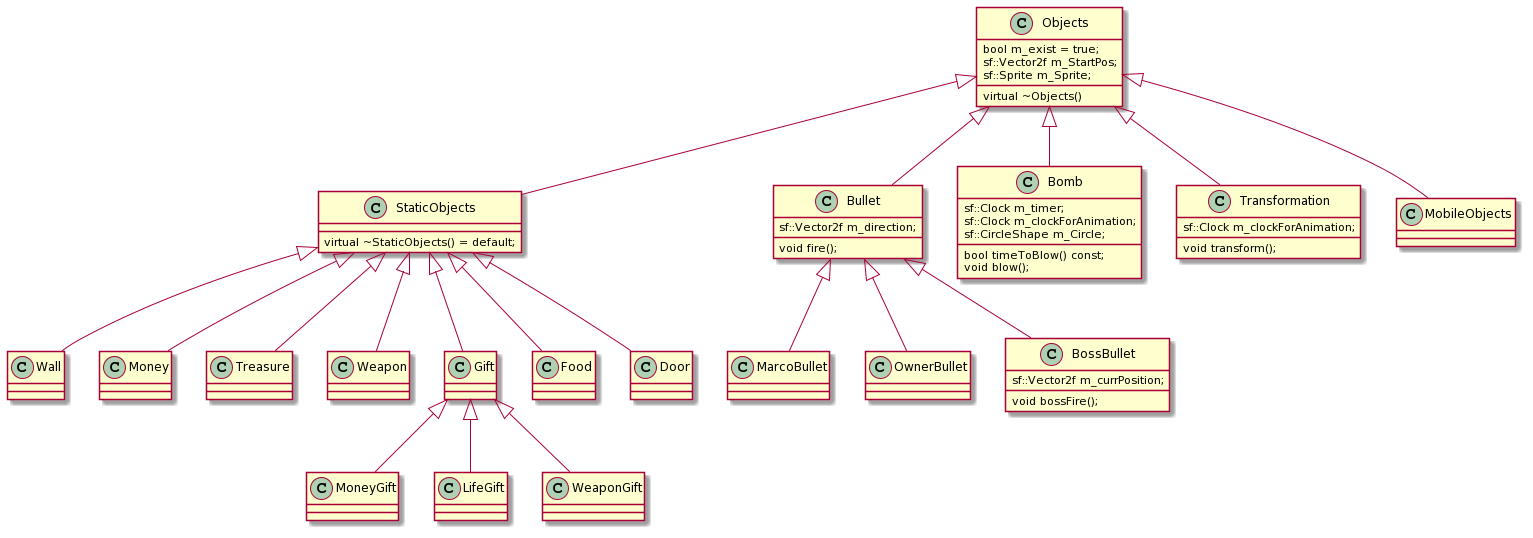 C Objects
bool m_exist = true;
sf::Vector2f m_StartPos;
sf::Sprite m_Sprite;
virtual ~Objects()
C StaticObjects
virtual ~StaticObjects() = default;
C Bullet
sf::Vector2f m_direction;
void fire();
C Bomb
sf::Clock m_timer;
sf::Clock m_clockForAnimation;
sf::CircleShape m_Circle;
bool timeToBlow() const;
void blow();
C Transformation
sf::Clock m_clockForAnimation;
void transform();
C MobileObjects
C Wall
C Money
C Treasure
C Weapon
C Gift
C Food
C Door
C MarcoBullet
C OwnerBullet
C BossBullet
sf::Vector2f m_currPosition;
void bossFire();
C MoneyGift
C LifeGift
C WeaponGift